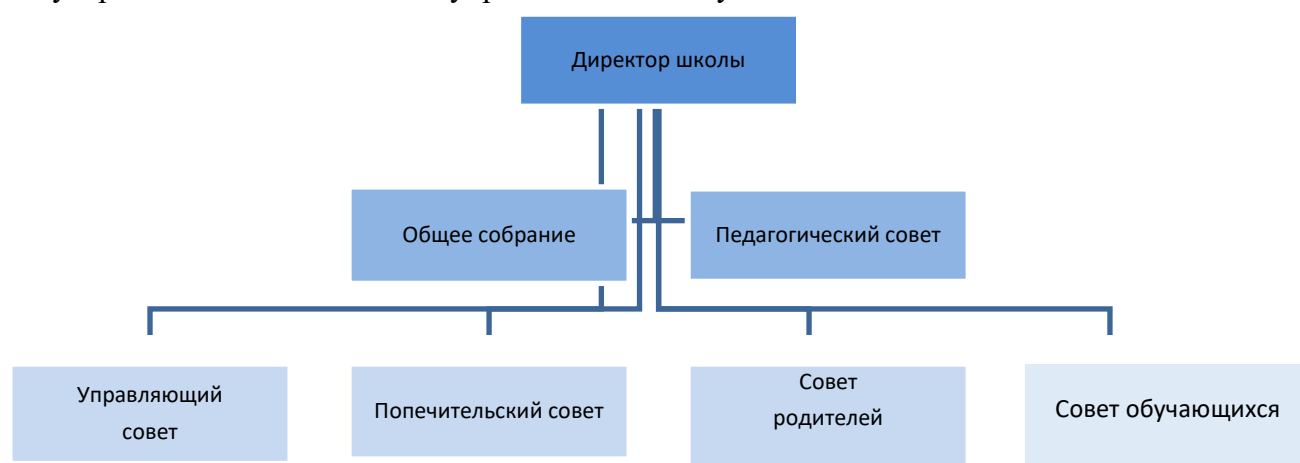 Директор школы
Общее собрание
Педагогический совет
Управляющий
совет
Попечительский совет
Совет
родителей
Совет обучающихся